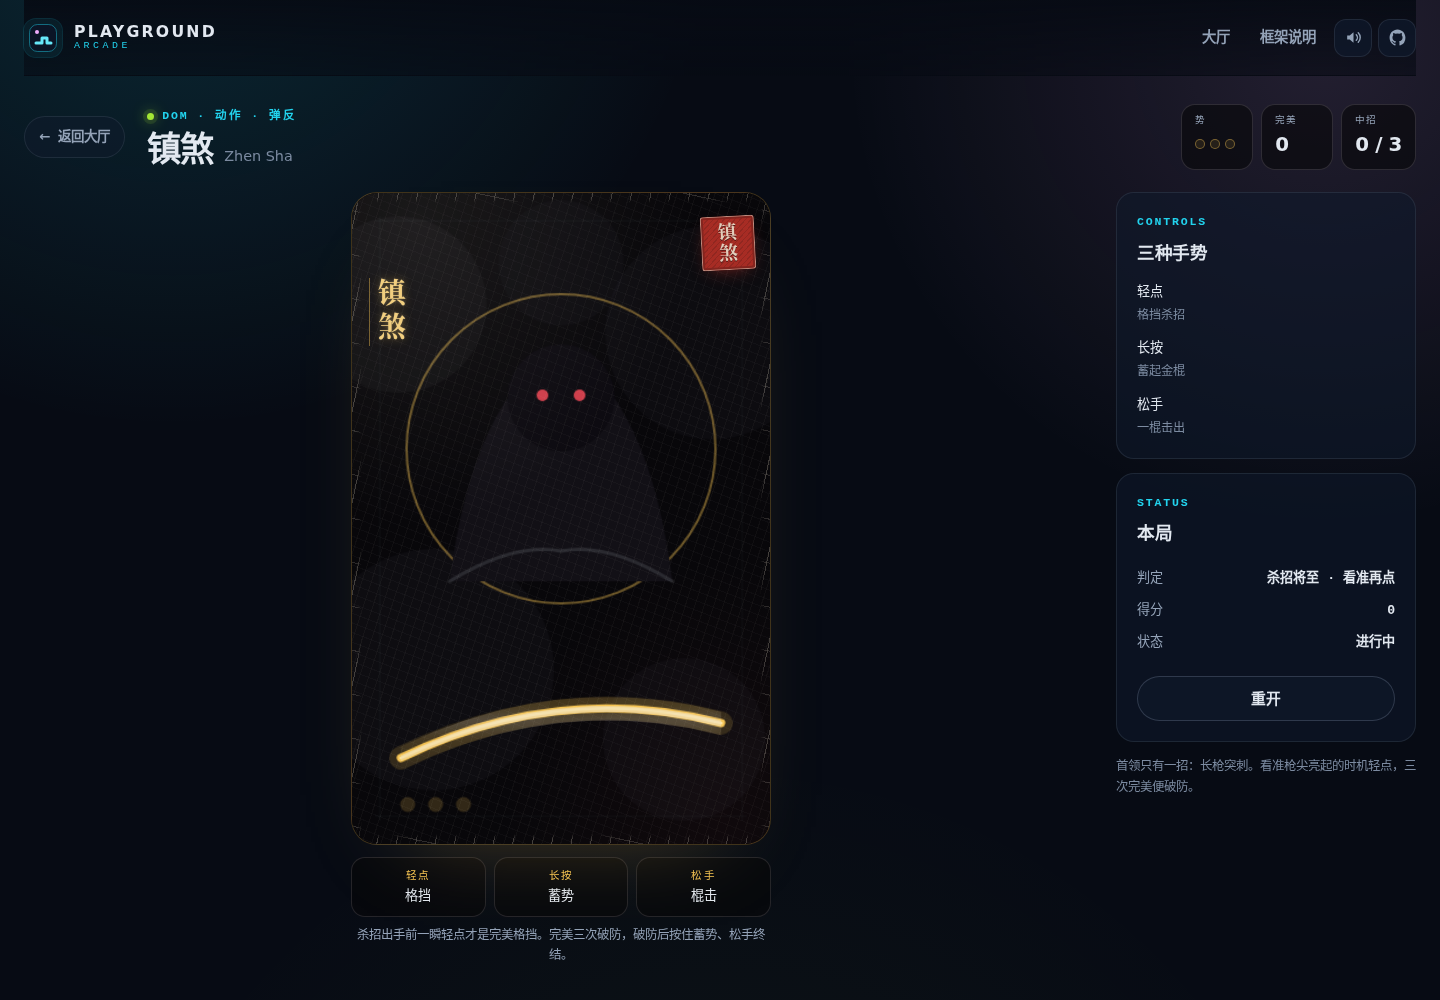 PLAYGROUND
ARCADE
大厅
框架说明
← 返回大厅
DOM · 动作 · 弹反
镇煞 Zhen Sha
势
完美
0
中招
0 / 3
镇煞
镇煞
轻点
格挡
长按
蓄势
松手
棍击
杀招出手前一瞬轻点才是完美格挡。完美三次破防，破防后按住蓄势、松手终
结。
CONTROLS
三种手势
轻点
格挡杀招
长按
蓄起金棍
松手
一棍击出
STATUS
本局
判定 杀招将至 · 看准再点
得分 0
状态 进行中
重开
首领只有一招：长枪突刺。看准枪尖亮起的时机轻点，三
次完美便破防。